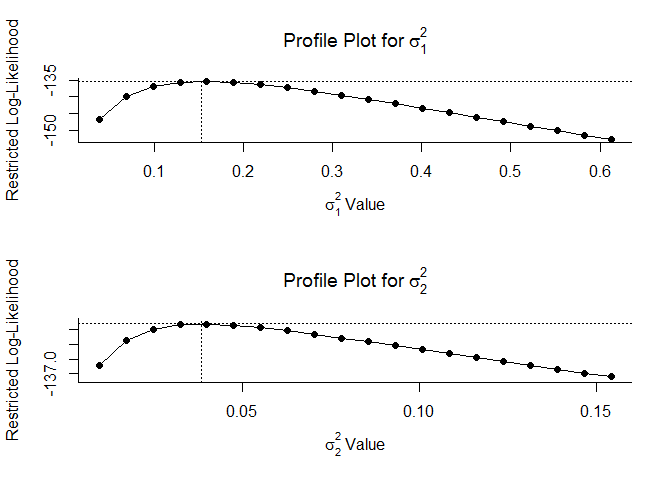 Profile Plot for σ₁²
Restricted Log-Likelihood
-135
-150
0.1 0.2 0.3 0.4 0.5 0.6
σ₁² Value
Profile Plot for σ₂²
Restricted Log-Likelihood
-137.0
0.05 0.10 0.15
σ₂² Value